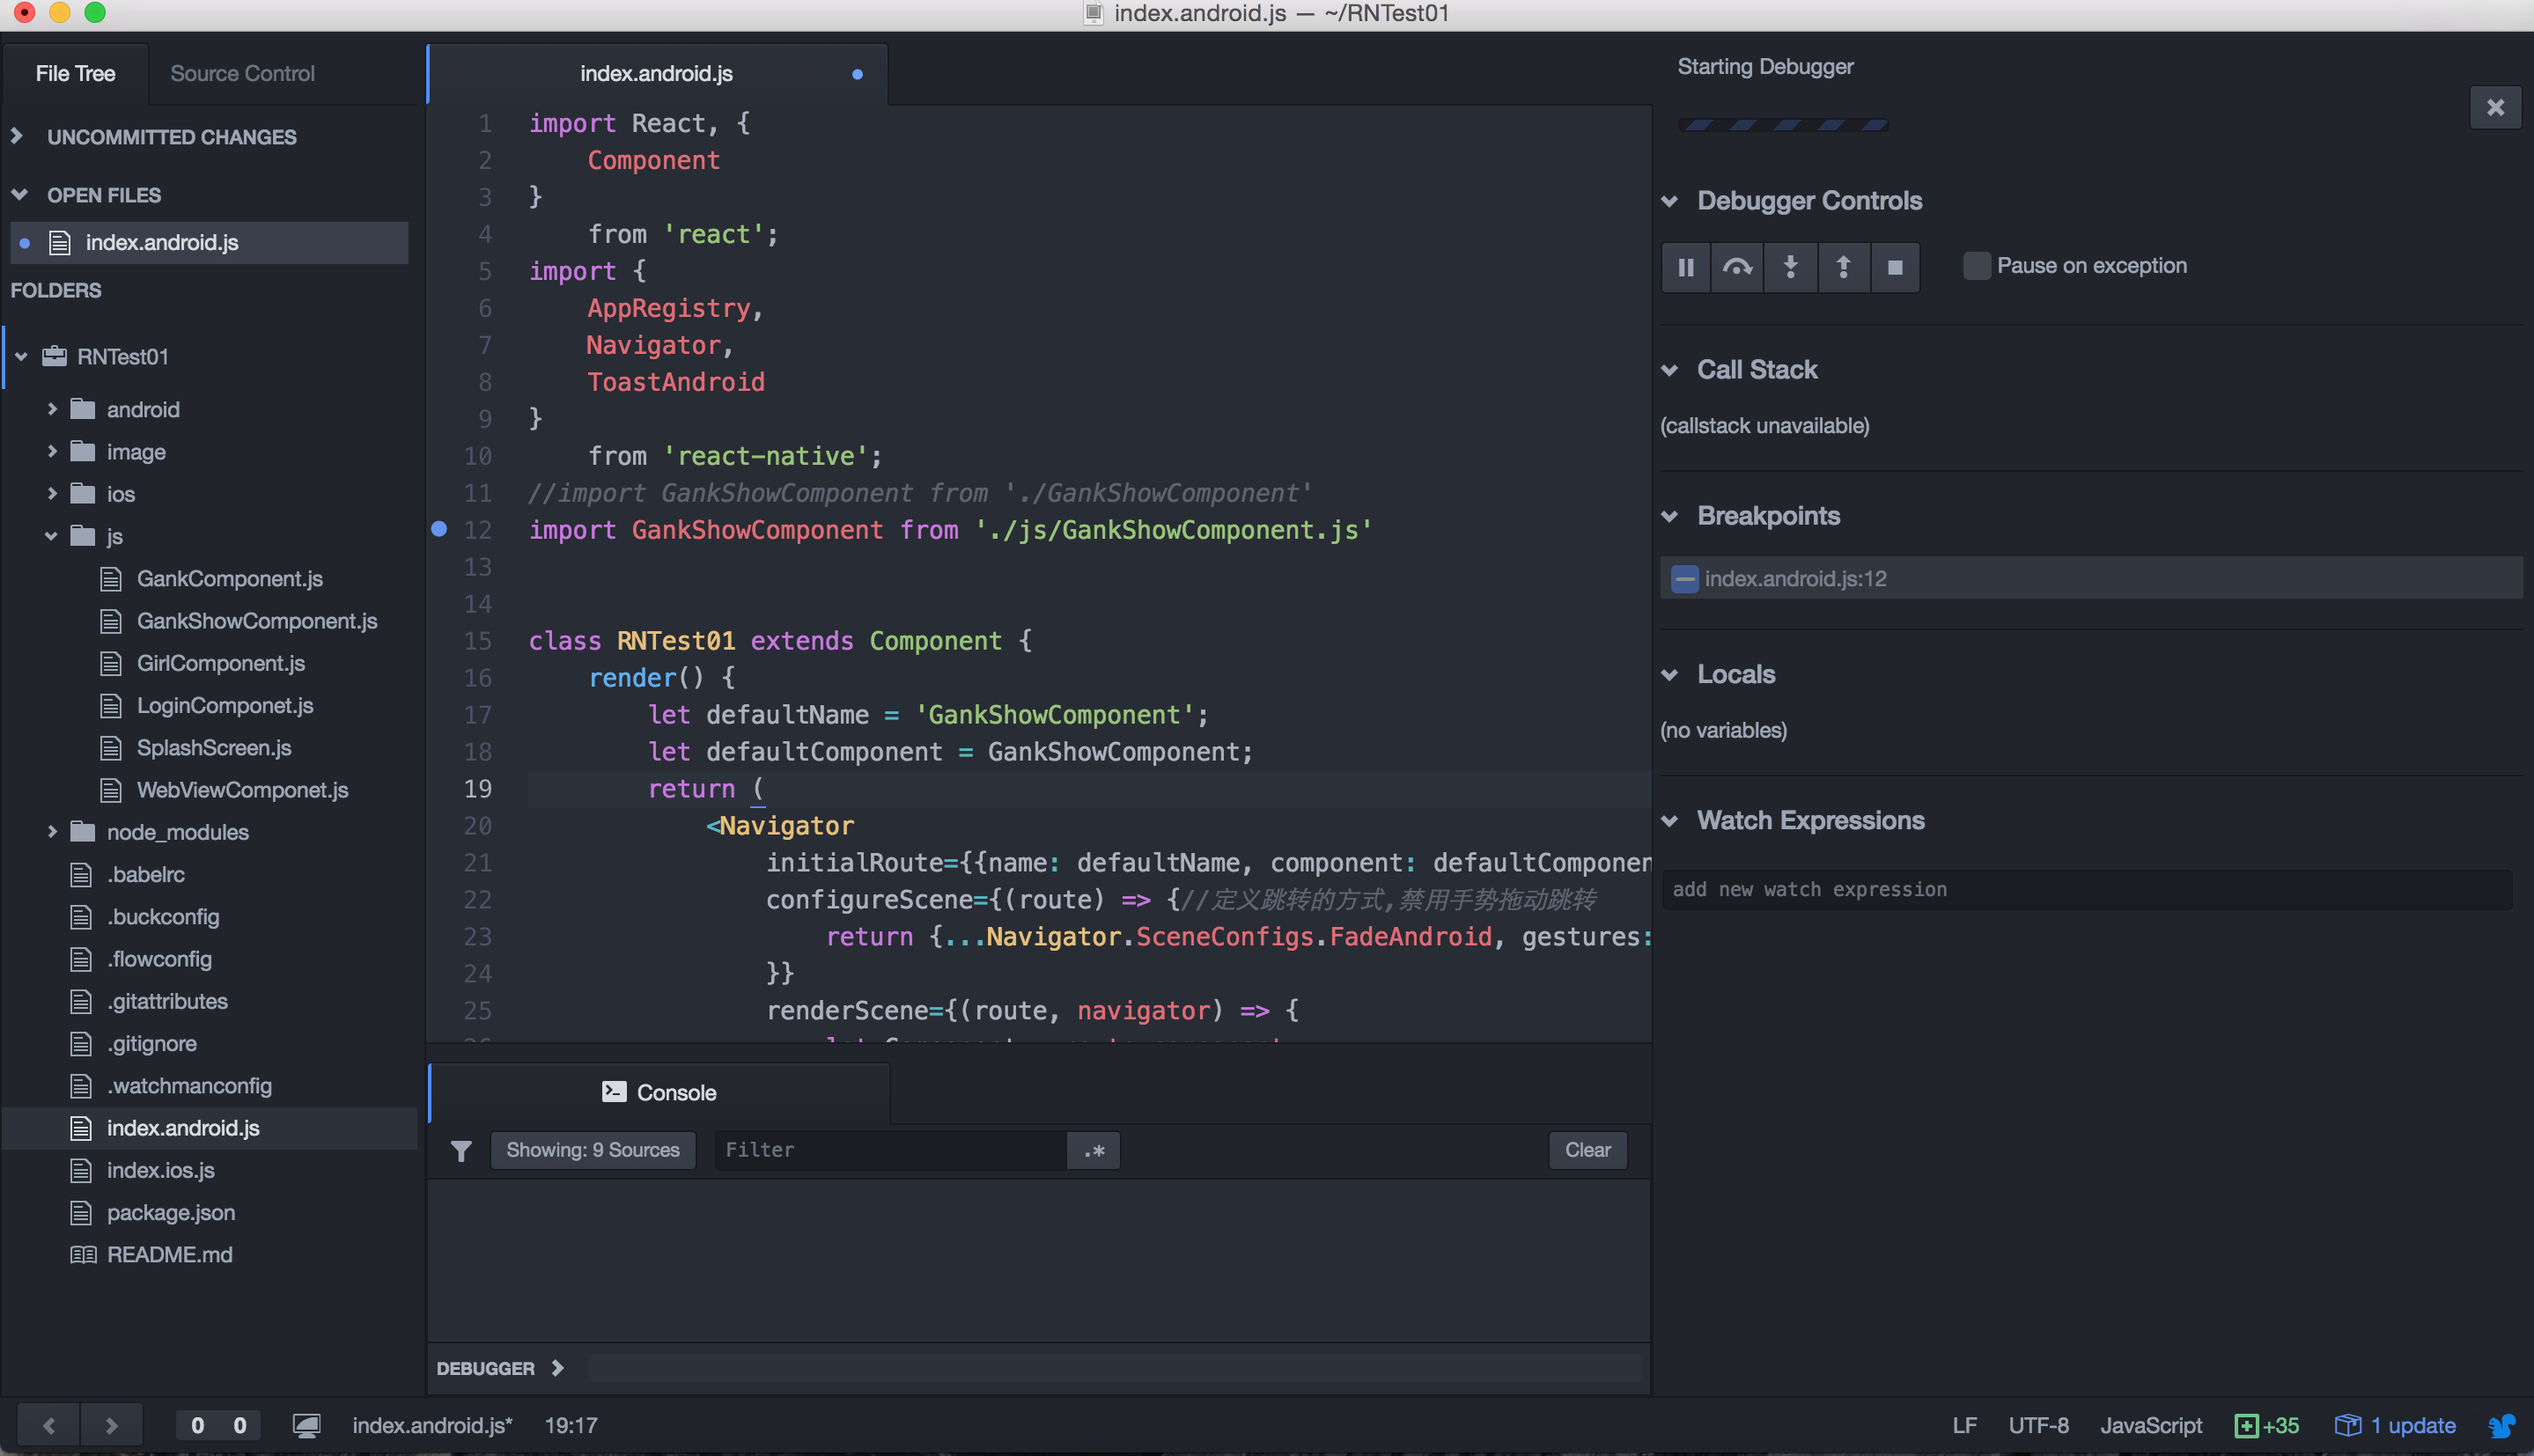 index.android.js — ~/RNTest01
File Tree
Source Control
UNCOMMITTED CHANGES
OPEN FILES
index.android.js
FOLDERS
RNTest01
android
image
ios
js
GankComponent.js
GankShowComponent.js
GirlComponent.js
LoginComponet.js
SplashScreen.js
WebViewComponet.js
node_modules
.babelrc
.buckconfig
.flowconfig
.gitattributes
.gitignore
.watchmanconfig
index.android.js
index.ios.js
package.json
README.md
index.android.js
1 import React, {
2 Component
3 }
4 from 'react';
5 import {
6 AppRegistry,
7 Navigator,
8 ToastAndroid
9 }
10 from 'react-native';
11 //import GankShowComponent from './GankShowComponent'
12 import GankShowComponent from './js/GankShowComponent.js'
13
14
15 class RNTest01 extends Component {
16 render() {
17 let defaultName = 'GankShowComponent';
18 let defaultComponent = GankShowComponent;
19 return (
20 <Navigator
21 initialRoute={{name: defaultName, component: defaultComponen
22 configureScene={(route) => {//定义跳转的方式,禁用手势拖动跳转
23 return {...Navigator.SceneConfigs.FadeAndroid, gestures:
24 }}
25 renderScene={(route, navigator) => {
Console
Showing: 9 Sources
Filter
.*
Clear
DEBUGGER
Starting Debugger
Debugger Controls
Pause on exception
Call Stack
(callstack unavailable)
Breakpoints
index.android.js:12
Locals
(no variables)
Watch Expressions
add new watch expression
0 0 index.android.js* 19:17 LF UTF-8 JavaScript +35 1 update